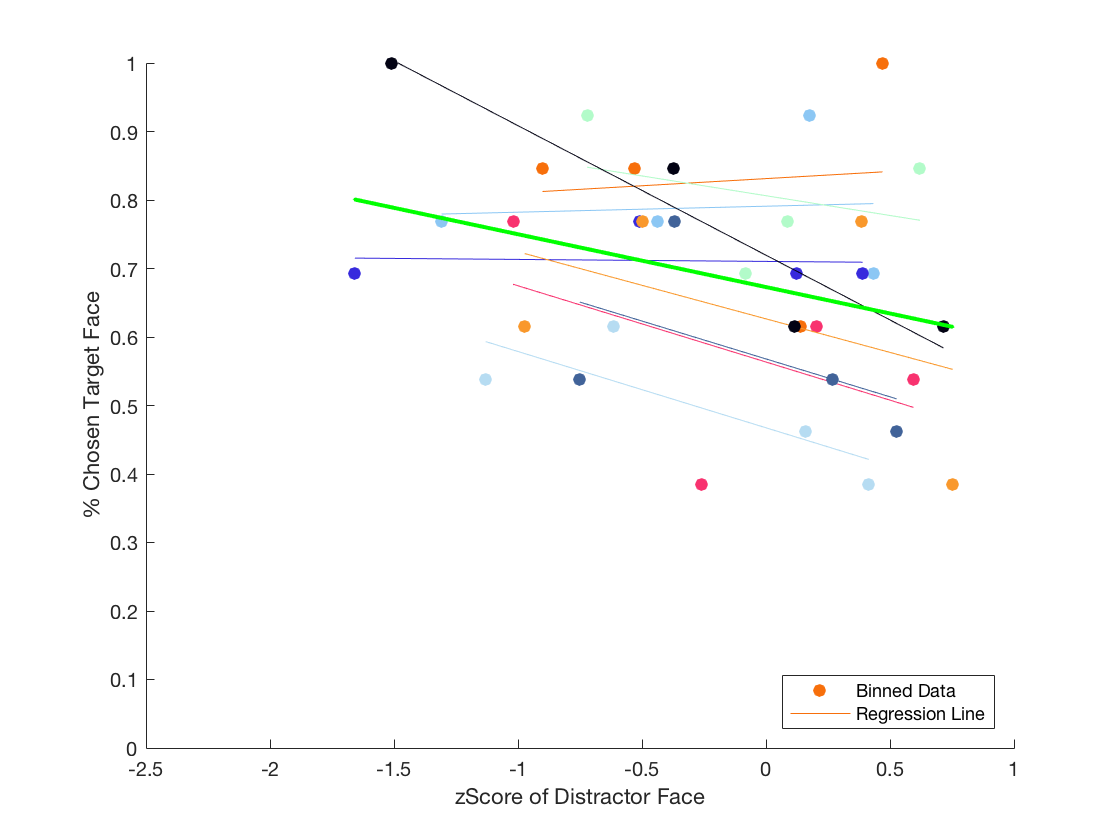 1
0.9
0.8
0.7
0.6
0.5
0.4
0.3
0.2
0.1
0
% Chosen Target Face
Binned Data
Regression Line
-2.5 -2 -1.5 -1 -0.5 0 0.5 1
zScore of Distractor Face